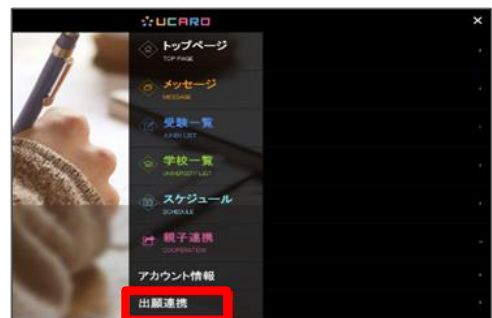 UCARO
トップページ
TOP PAGE
メッセージ
MESSAGE
受験一覧
JUKEN LIST
学校一覧
UNIVERSITY LIST
スケジュール
SCHEDULE
親子連携
COOPERATION
アカウント情報
出願連携